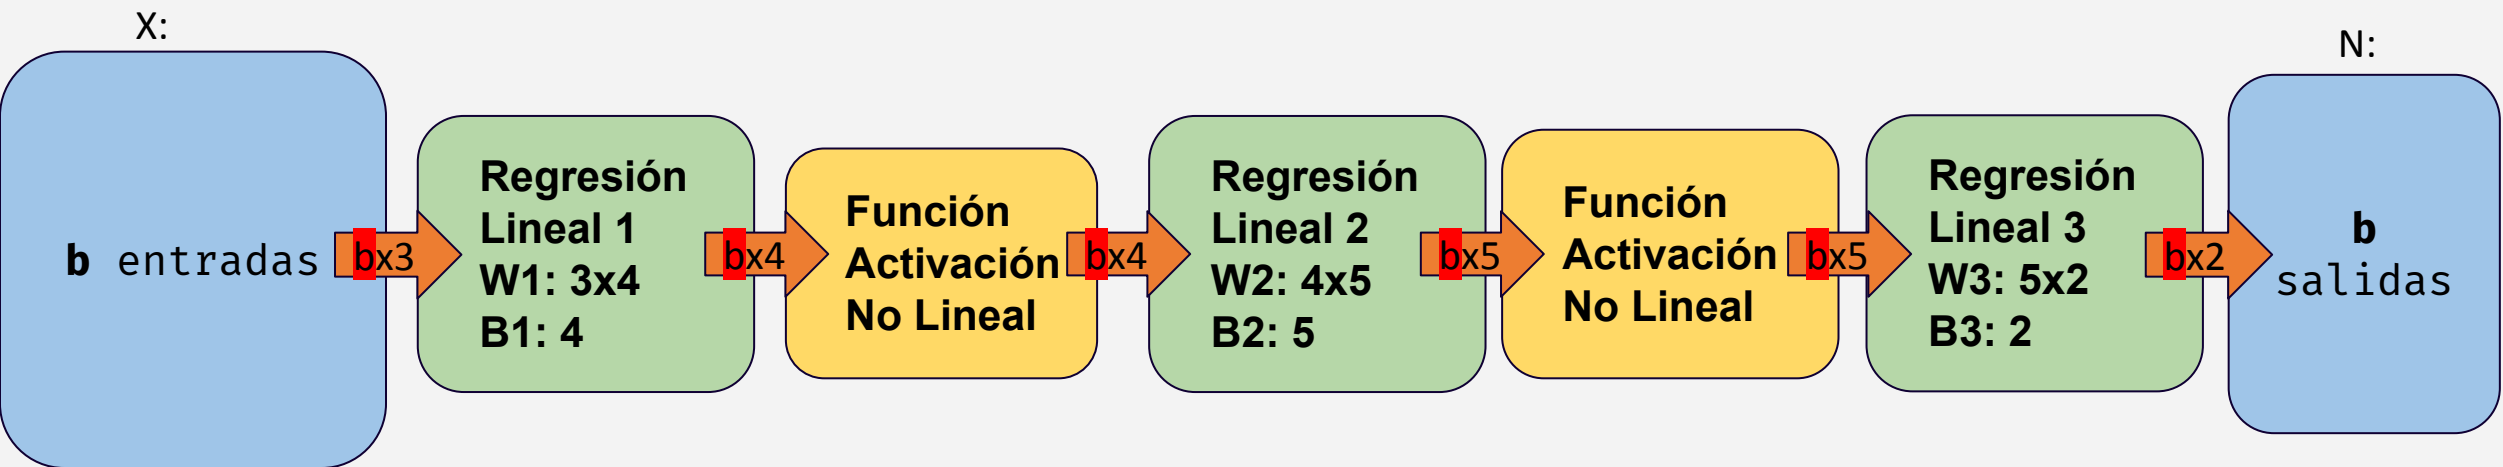 X:
b entradas
bx3
Regresión
Lineal 1
W1: 3x4
B1: 4
bx4
Función
Activación
No Lineal
bx4
Regresión
Lineal 2
W2: 4x5
B2: 5
bx5
Función
Activación
No Lineal
bx5
Regresión
Lineal 3
W3: 5x2
B3: 2
bx2
N:
b
salidas